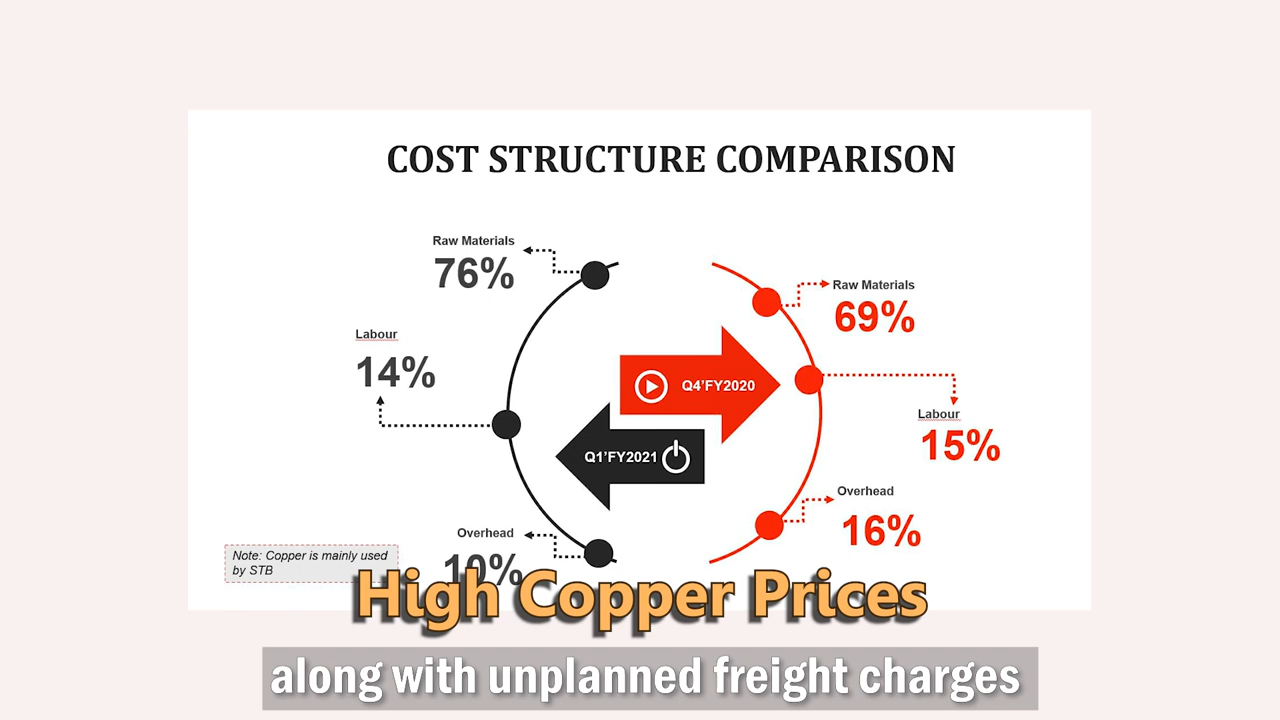 COST STRUCTURE COMPARISON
Raw Materials
76%
Labour
14%
Overhead
10%
Q4'FY2020
Q1'FY2021
Raw Materials
69%
Labour
15%
Overhead
16%
Note: Copper is mainly used
by STB
High Copper Prices
along with unplanned freight charges